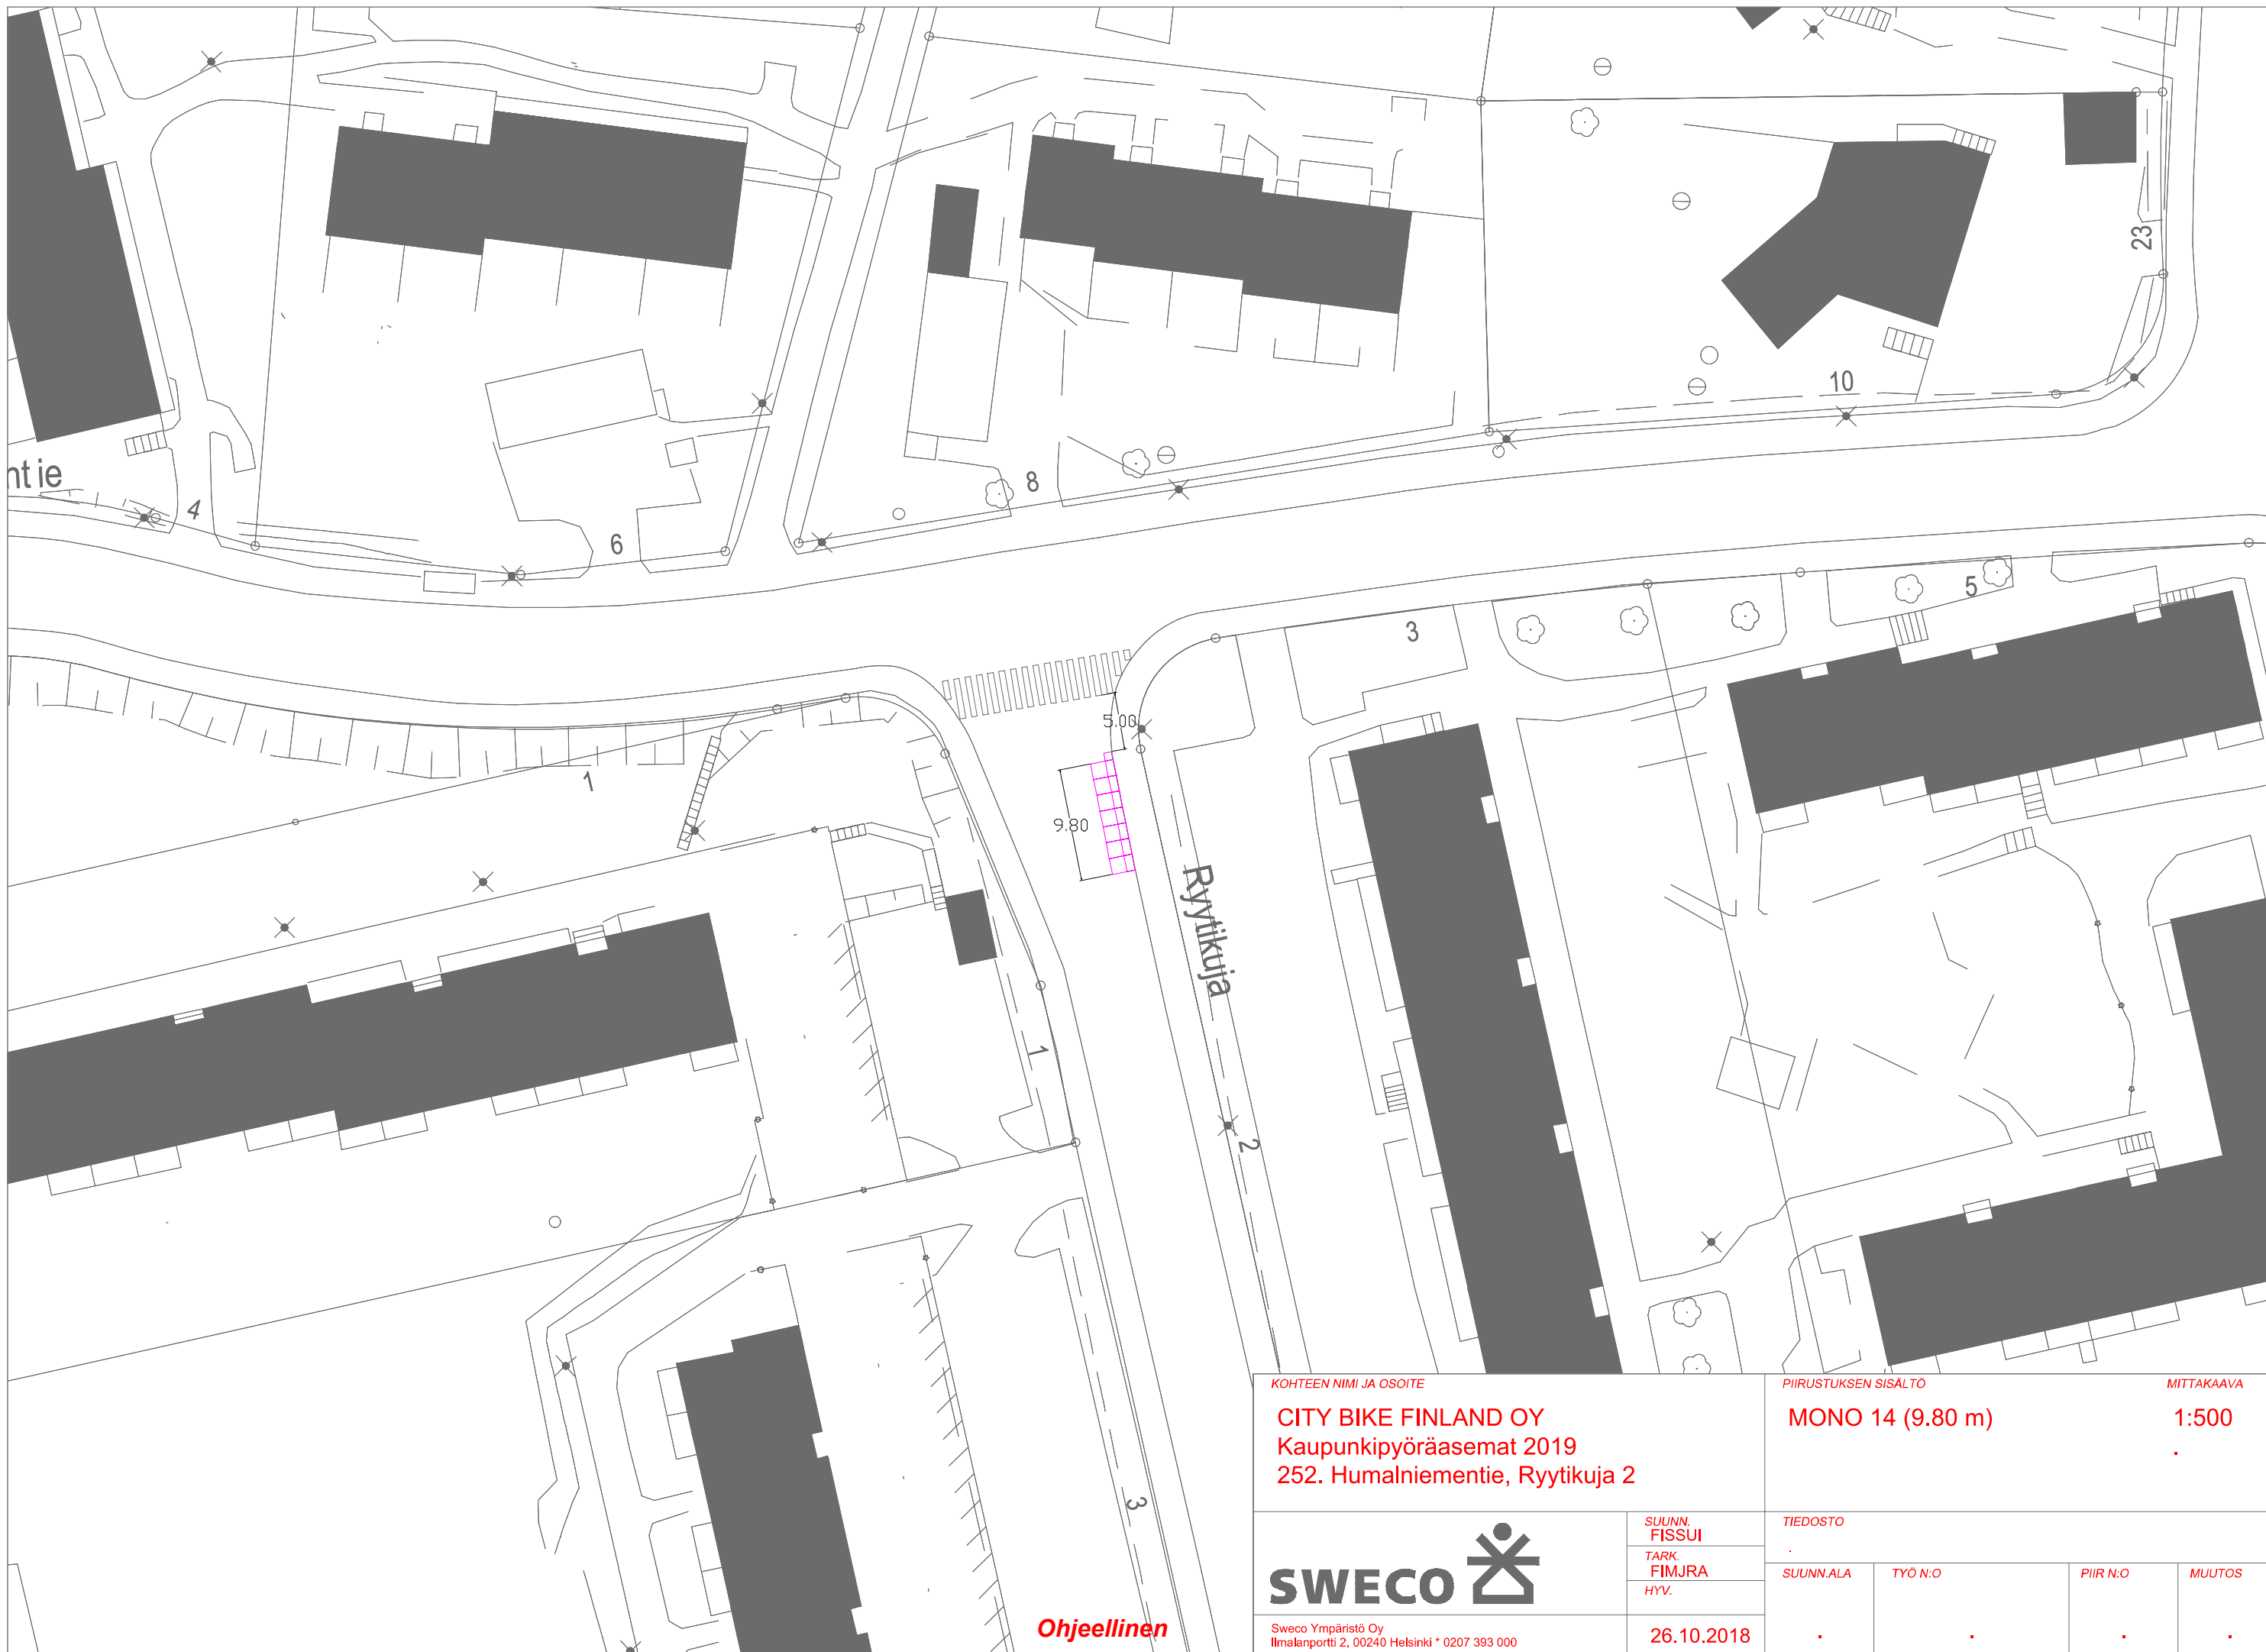 23
10
ntie
4
8
6
5
3
5.00
1
9.80
Ryytikuja
1
2
3
KOHTEEN NIMI JA OSOITE
CITY BIKE FINLAND OY
Kaupunkipyöräasemat 2019
252. Humalniementie, Ryytikuja 2
PIIRUSTUKSEN SISÄLTÖ
MITTAKAAVA
MONO 14 (9.80 m)
1:500
SWECO
SUUNN.
FISSUI
TARK.
FIMJRA
HYV.
TIEDOSTO
SUUNN.ALA
TYÖ N:O
PIIR N:O
MUUTOS
Ohjeellinen
Sweco Ympäristö Oy
Ilmalanportti 2, 00240 Helsinki * 0207 393 000
26.10.2018